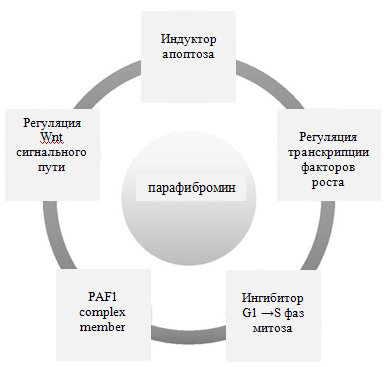 Индуктор
апоптоза
Регуляция
Wnt
сигнального
пути
Регуляция
транскрипции
факторов
роста
парафибромин
PAF1
complex
member
Ингибитор
G1 →S фаз
митоза